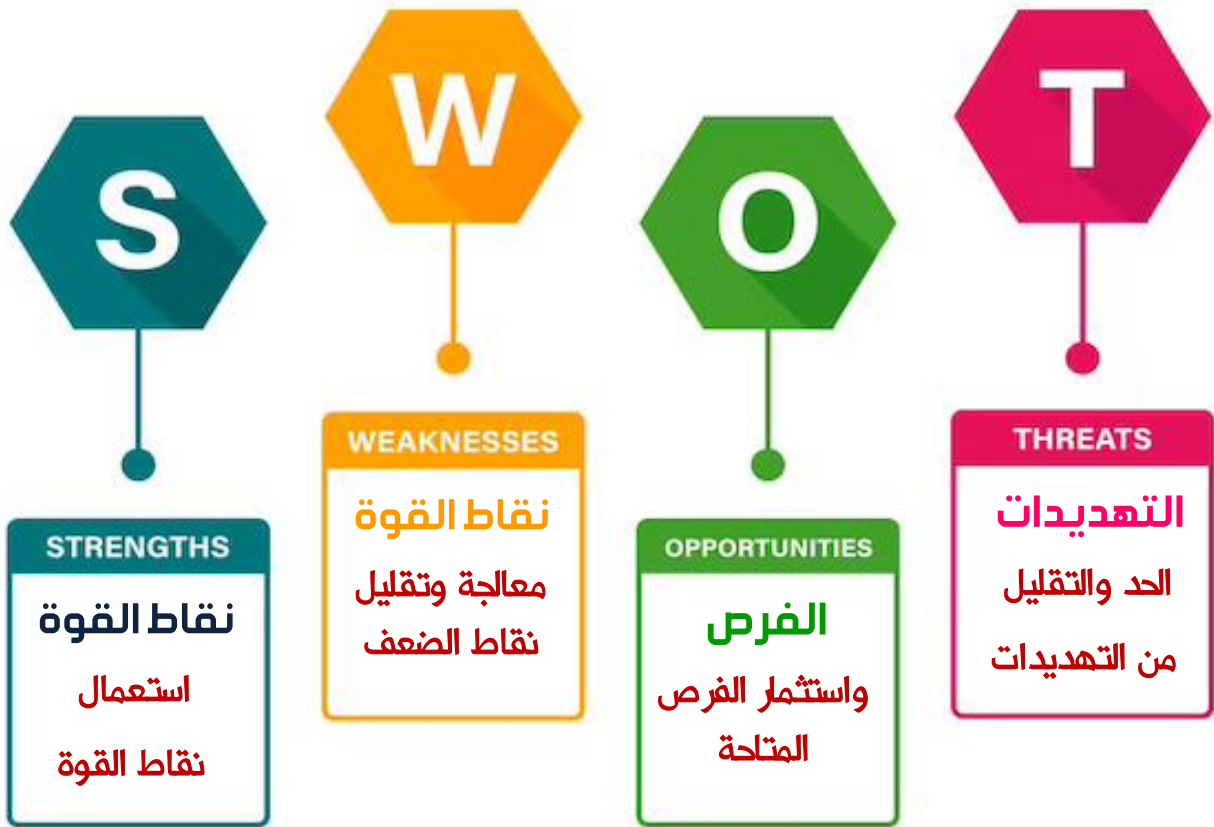 S
STRENGTHS
نقاط القوة
استعمال
نقاط القوة
W
WEAKNESSES
نقاط القوة
معالجة وتقليل
نقاط الضعف
O
OPPORTUNITIES
الفرص
واستثمار الفرص
المتاحة
T
THREATS
التهديدات
الحد والتقليل
من التهديدات